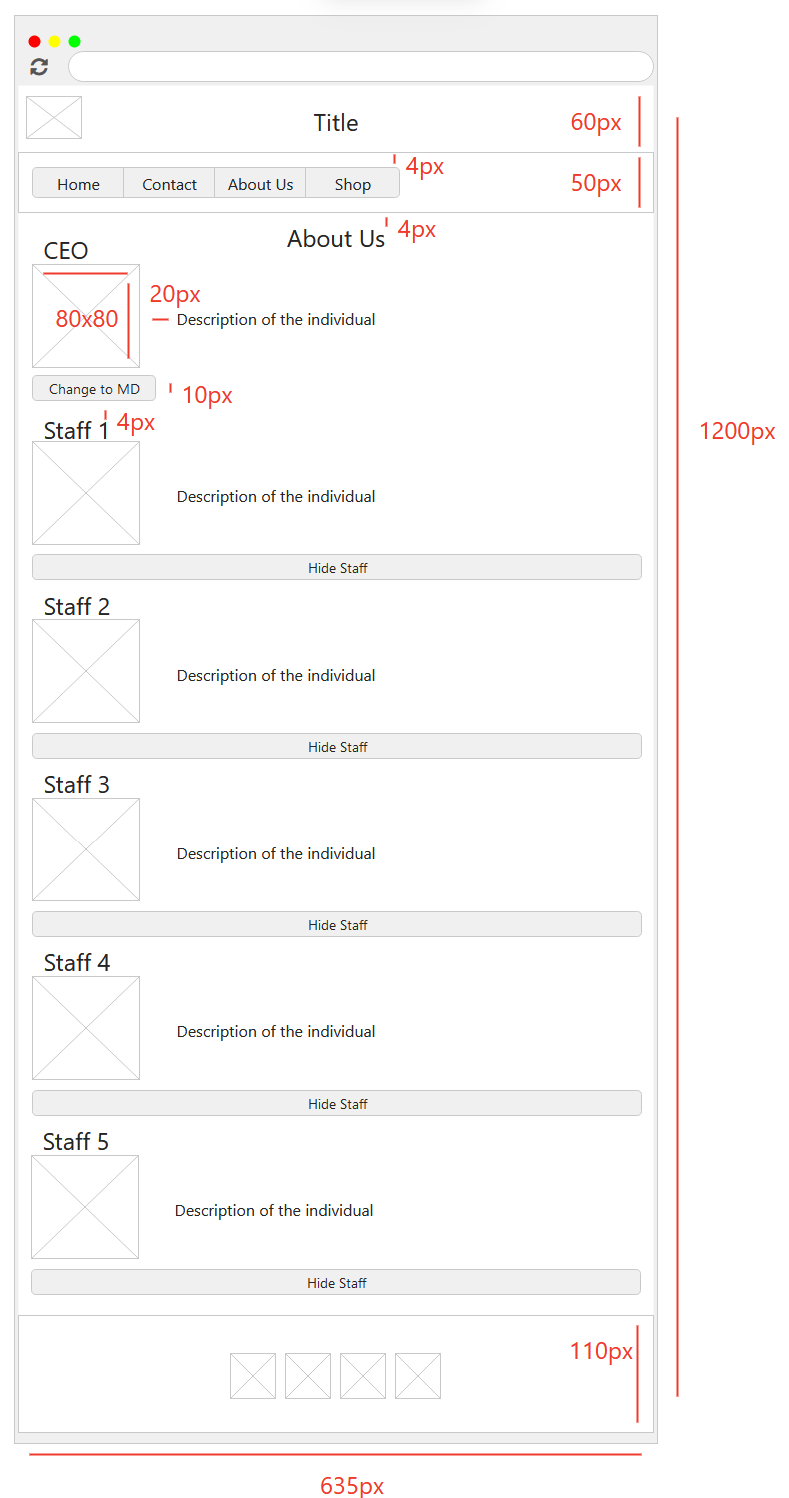 Title
60px
4px
Home
Contact
About Us
Shop
50px
4px
About Us
CEO
20px
80x80
Description of the individual
Change to MD
10px
4px
Staff 1
1200px
Description of the individual
Hide Staff
Staff 2
Description of the individual
Hide Staff
Staff 3
Description of the individual
Hide Staff
Staff 4
Description of the individual
Hide Staff
Staff 5
Description of the individual
Hide Staff
110px
635px